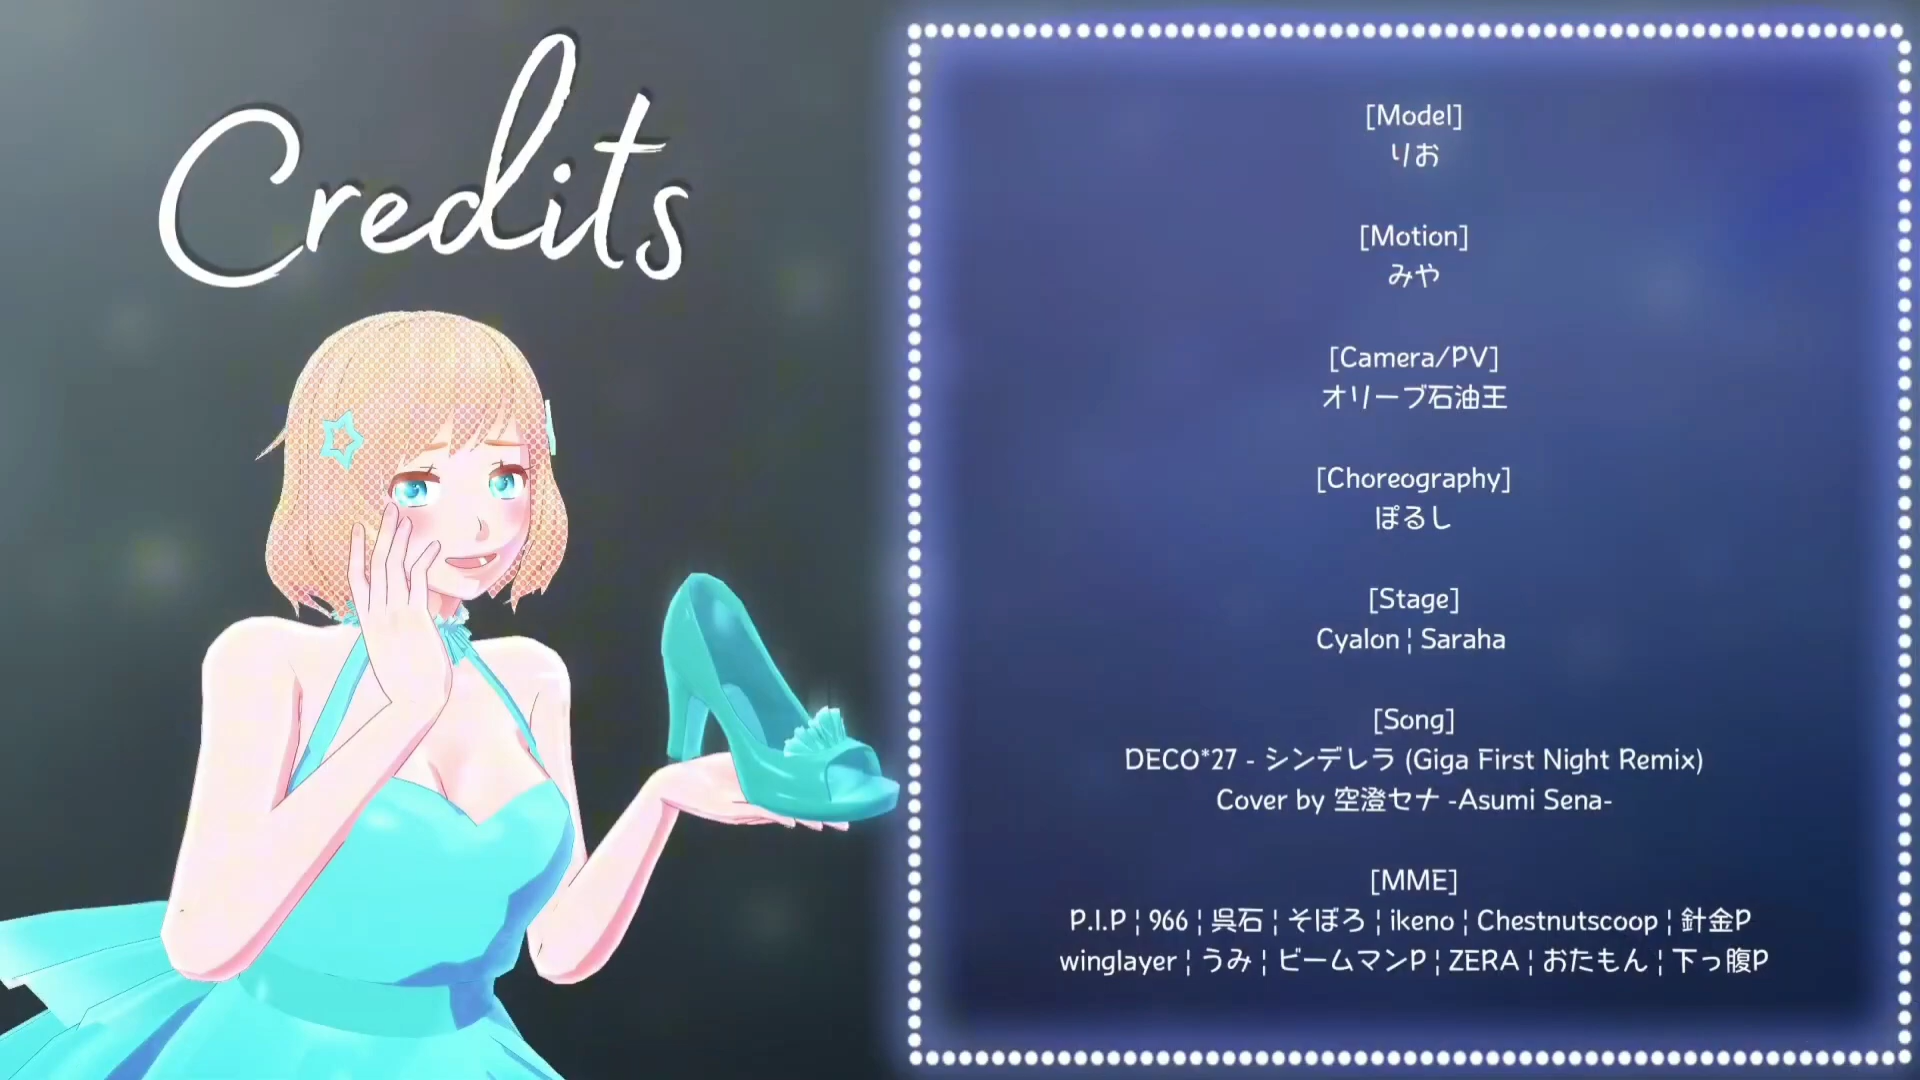 Credits
[Model]
りお
[Motion]
みや
[Camera/PV]
オリーブ石油王
[Choreography]
ぽるし
[Stage]
Cyalon ¦ Saraha
[Song]
DECO*27 - シンデレラ (Giga First Night Remix)
Cover by 空澄セナ -Asumi Sena-
[MME]
P.I.P ¦ 966 ¦ 呉石 ¦ そぼろ ¦ ikeno ¦ Chestnutscoop ¦ 針金P
winglayer ¦ うみ ¦ ビームマンP ¦ ZERA ¦ おたもん ¦ 下っ腹P